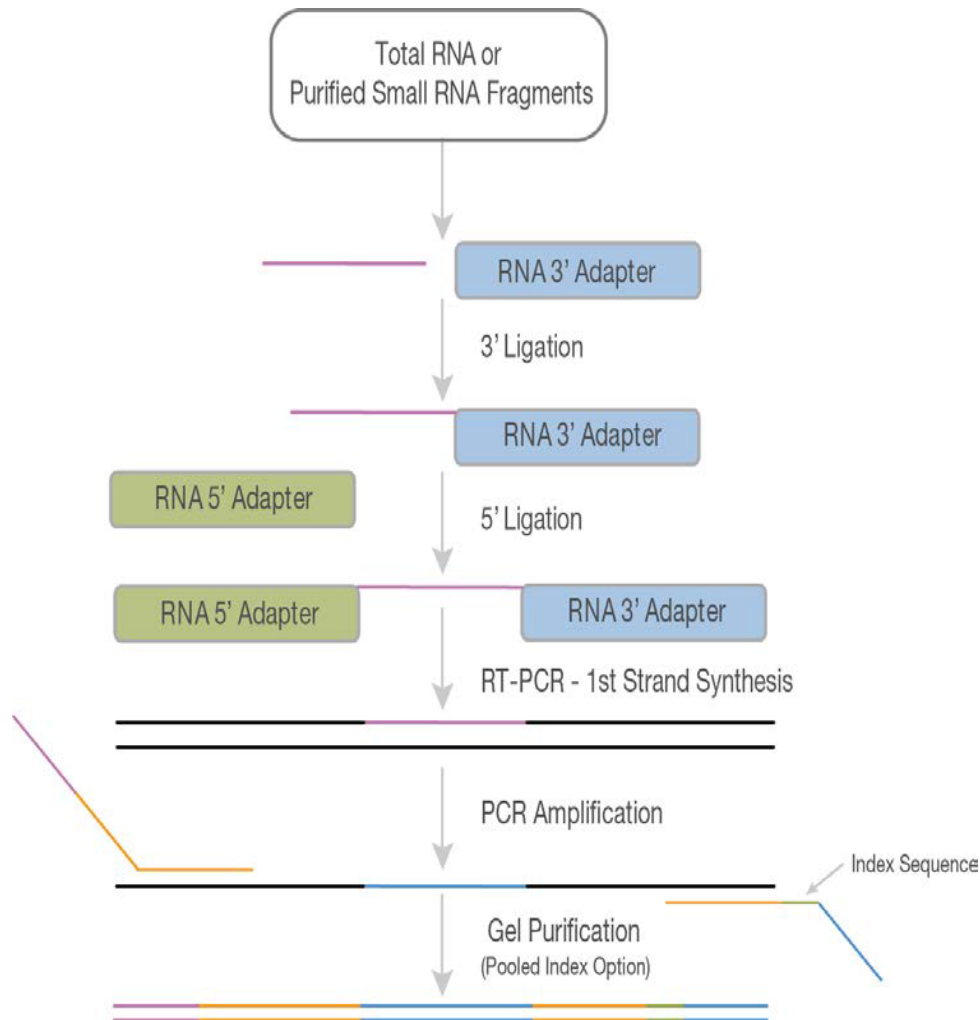 Total RNA or
Purified Small RNA Fragments
RNA 3' Adapter
3' Ligation
RNA 3' Adapter
RNA 5' Adapter
5' Ligation
RNA 5' Adapter
RNA 3' Adapter
RT-PCR - 1st Strand Synthesis
PCR Amplification
Index Sequence
Gel Purification
(Pooled Index Option)